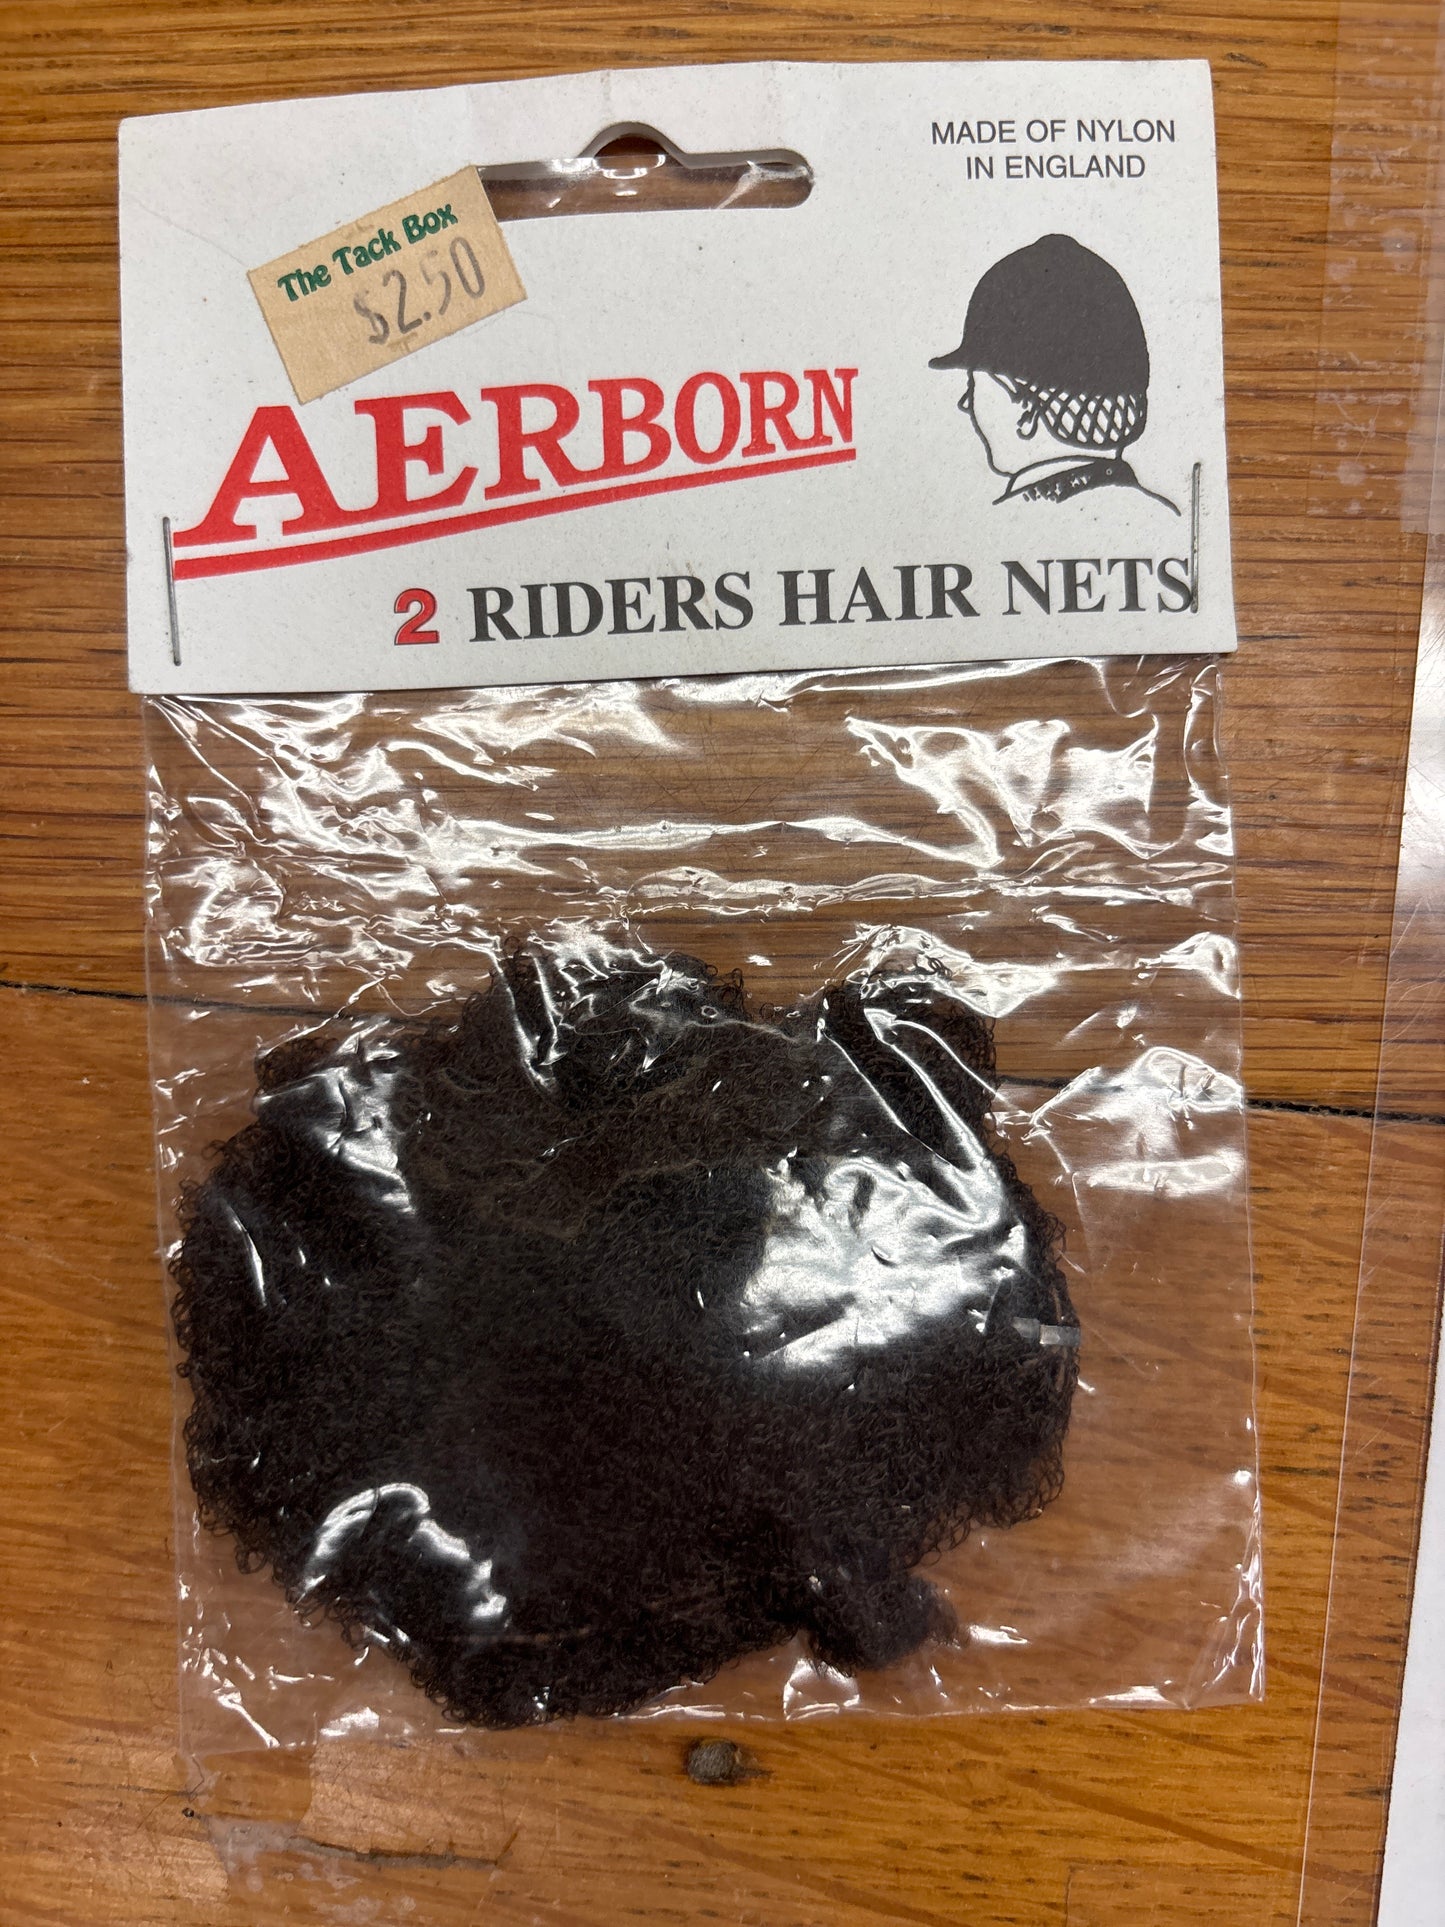 MADE OF NYLON
IN ENGLAND
The Tack Box
$2.50
AERBORN
2 RIDERS HAIR NETS